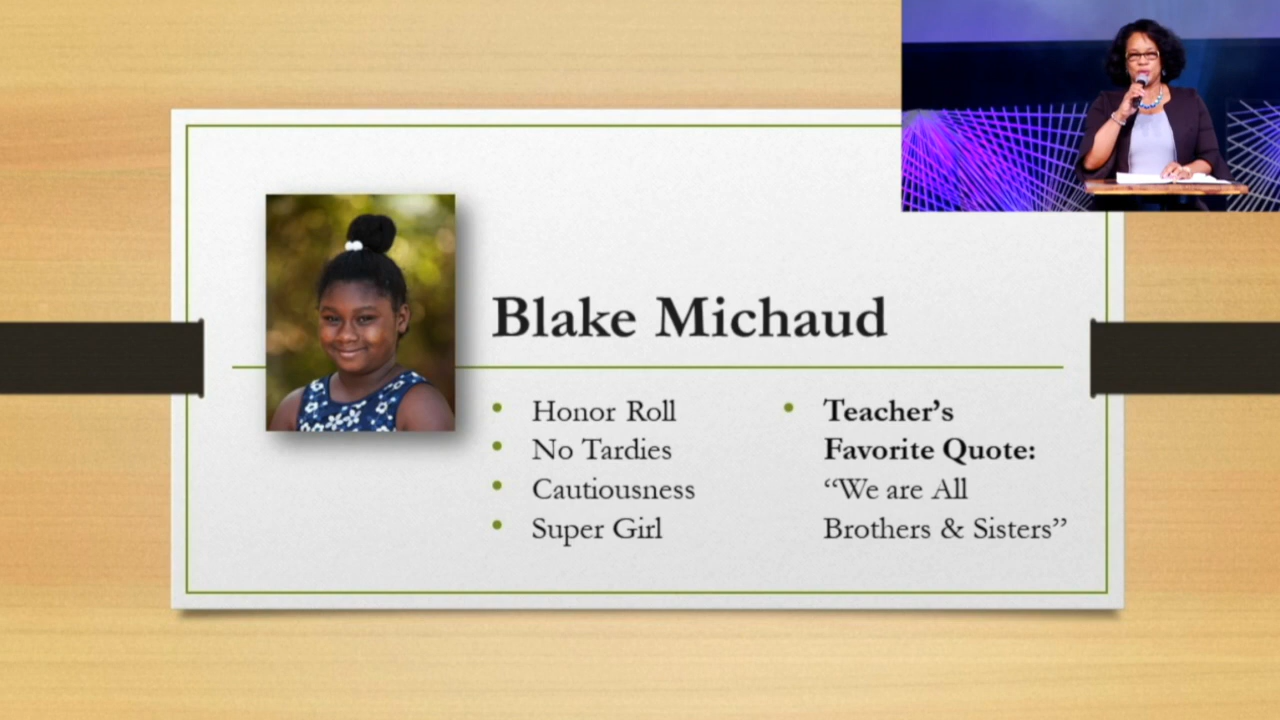 Blake Michaud
Honor Roll
No Tardies
Cautiousness
Super Girl
Teacher’s
Favorite Quote:
“We are All
Brothers & Sisters”